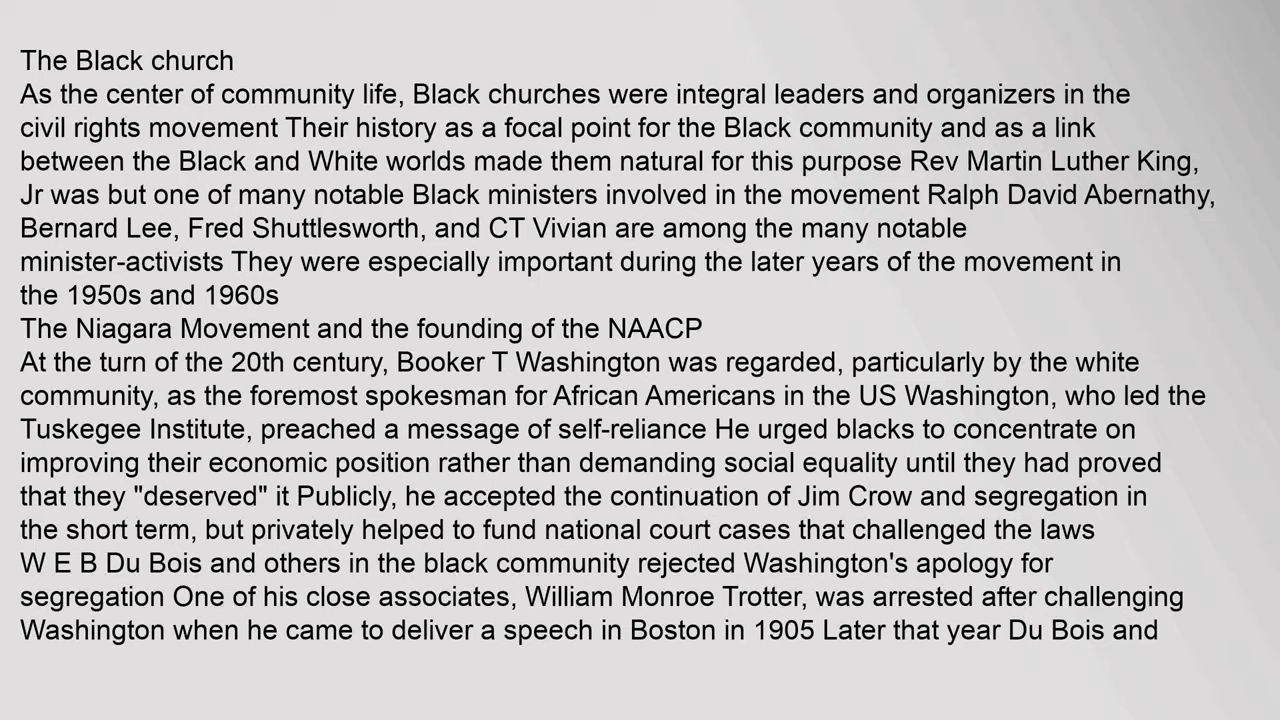 The Black church
As the center of community life, Black churches were integral leaders and organizers in the
civil rights movement Their history as a focal point for the Black community and as a link
between the Black and White worlds made them natural for this purpose Rev Martin Luther King,
Jr was but one of many notable Black ministers involved in the movement Ralph David Abernathy,
Bernard Lee, Fred Shuttlesworth, and CT Vivian are among the many notable
minister-activists They were especially important during the later years of the movement in
the 1950s and 1960s
The Niagara Movement and the founding of the NAACP
At the turn of the 20th century, Booker T Washington was regarded, particularly by the white
community, as the foremost spokesman for African Americans in the US Washington, who led the
Tuskegee Institute, preached a message of self-reliance He urged blacks to concentrate on
improving their economic position rather than demanding social equality until they had proved
that they "deserved" it Publicly, he accepted the continuation of Jim Crow and segregation in
the short term, but privately helped to fund national court cases that challenged the laws
W E B Du Bois and others in the black community rejected Washington's apology for
segregation One of his close associates, William Monroe Trotter, was arrested after challenging
Washington when he came to deliver a speech in Boston in 1905 Later that year Du Bois and